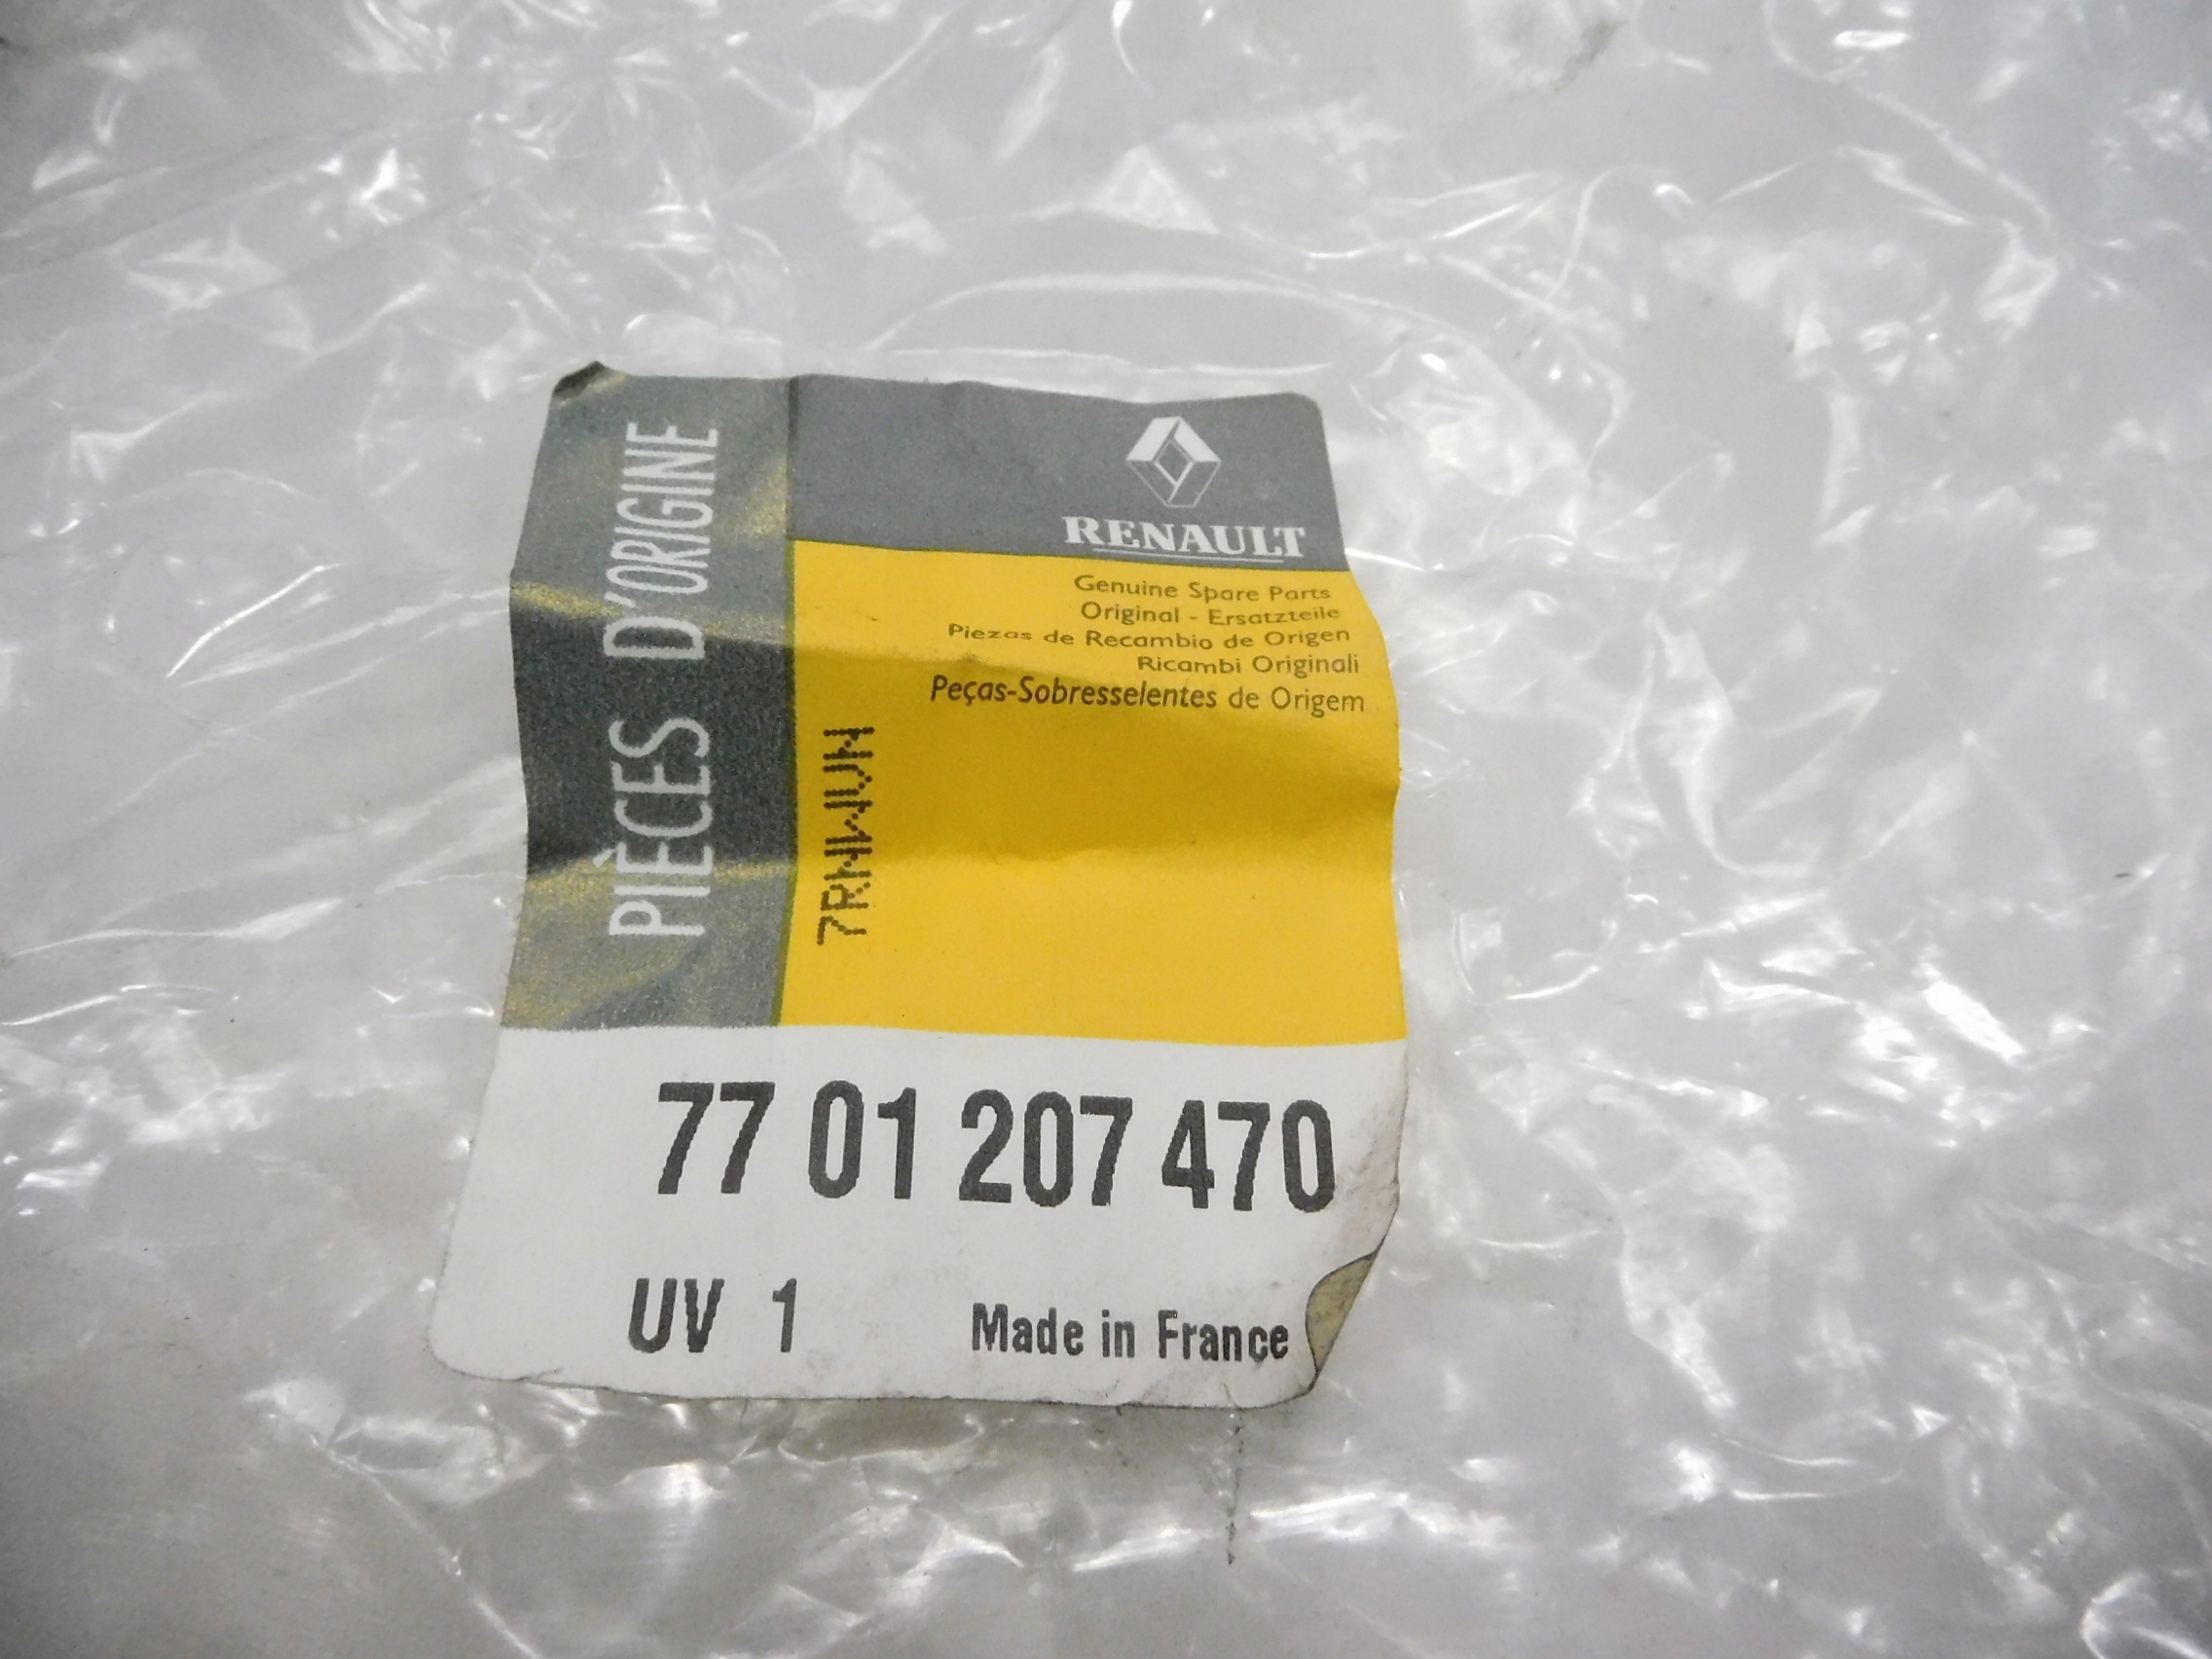 PIÈCES D'ORIGINE
RENAULT
Genuine Spare Parts
Original - Ersatzteile
Piezas de Recambio de Origen
Ricambi Originali
Peças-Sobresselentes de Origem
7RNWVN
77 01 207 470
UV 1 Made in France